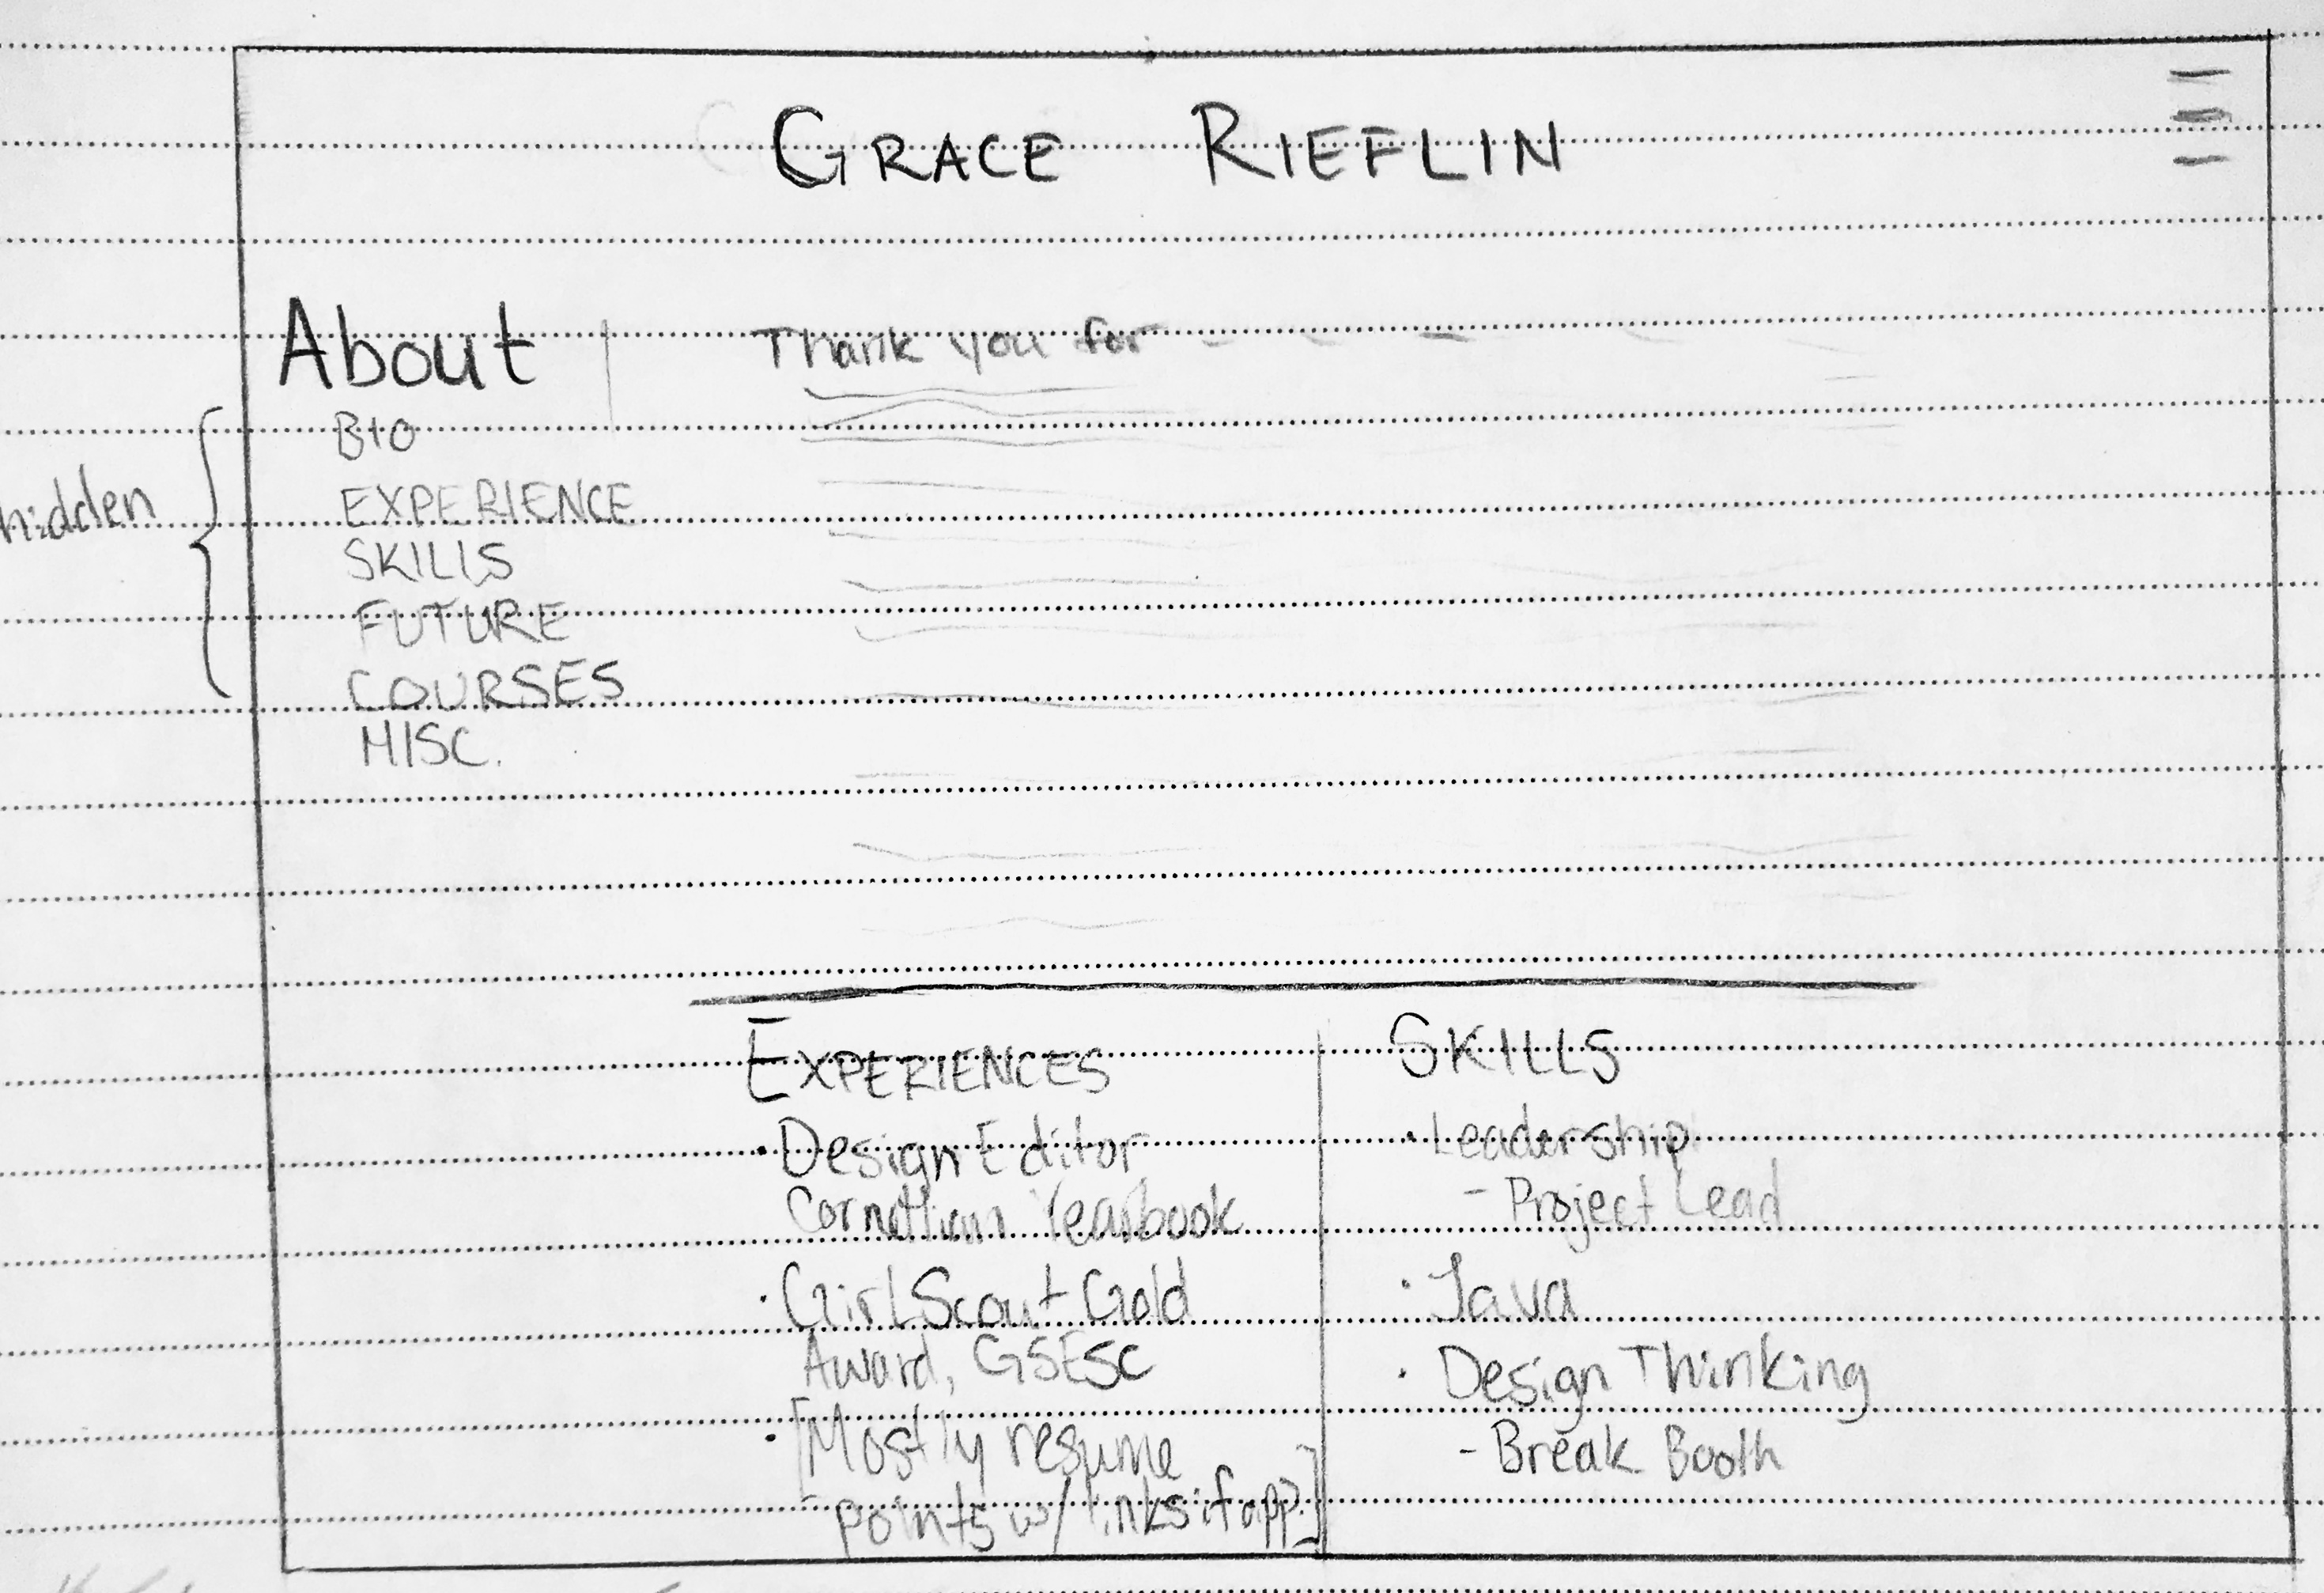 GRACE RIEFLIN
About
Thank you for
hidden
BIO
EXPERIENCE
SKILLS
FUTURE
COURSES
MISC.
EXPERIENCES
· Design Editor
Cornellian Yearbook
· Girl Scout Gold
Award, GSESC
· [Mostly resume
points w/ links if app.]
SKILLS
· Leadership
- Project Lead
· Java
· Design Thinking
- Break Booth